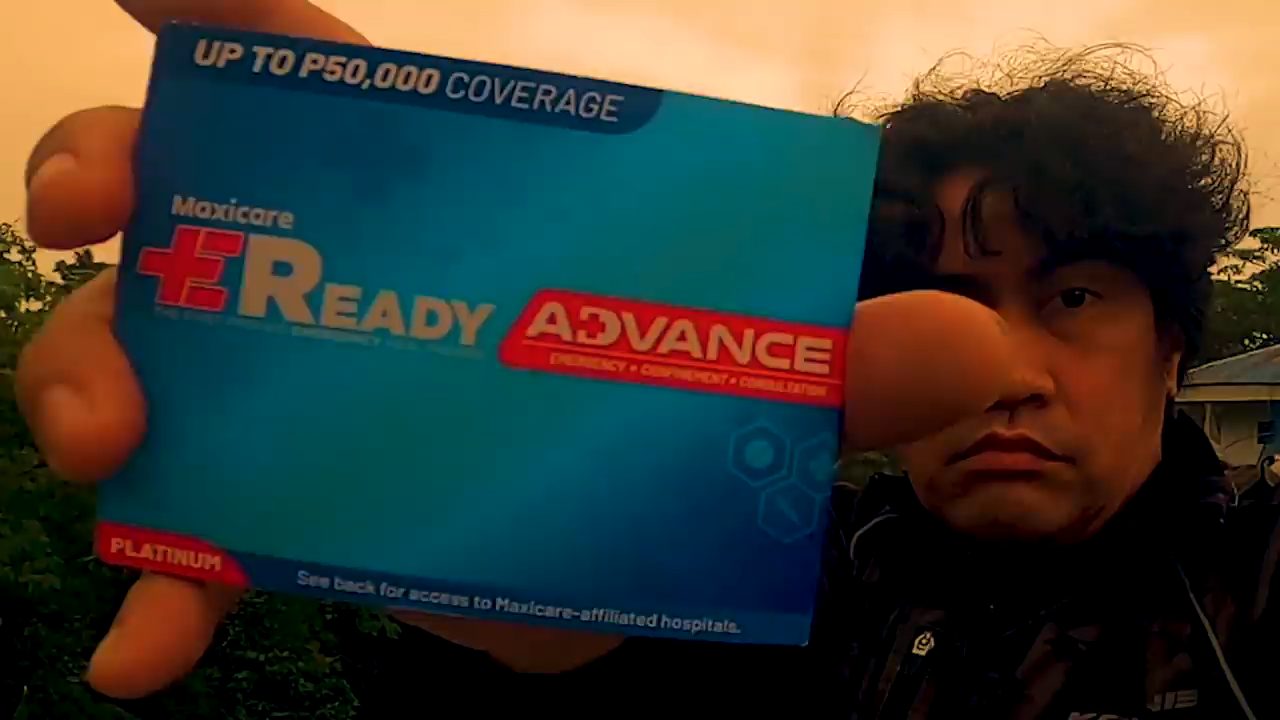 UP TO P50,000 COVERAGE
Maxicare
EREADY
ADVANCE
EMERGENCY • CONFINEMENT • CONSULTATION
PLATINUM
See back for access to Maxicare-affiliated hospitals.